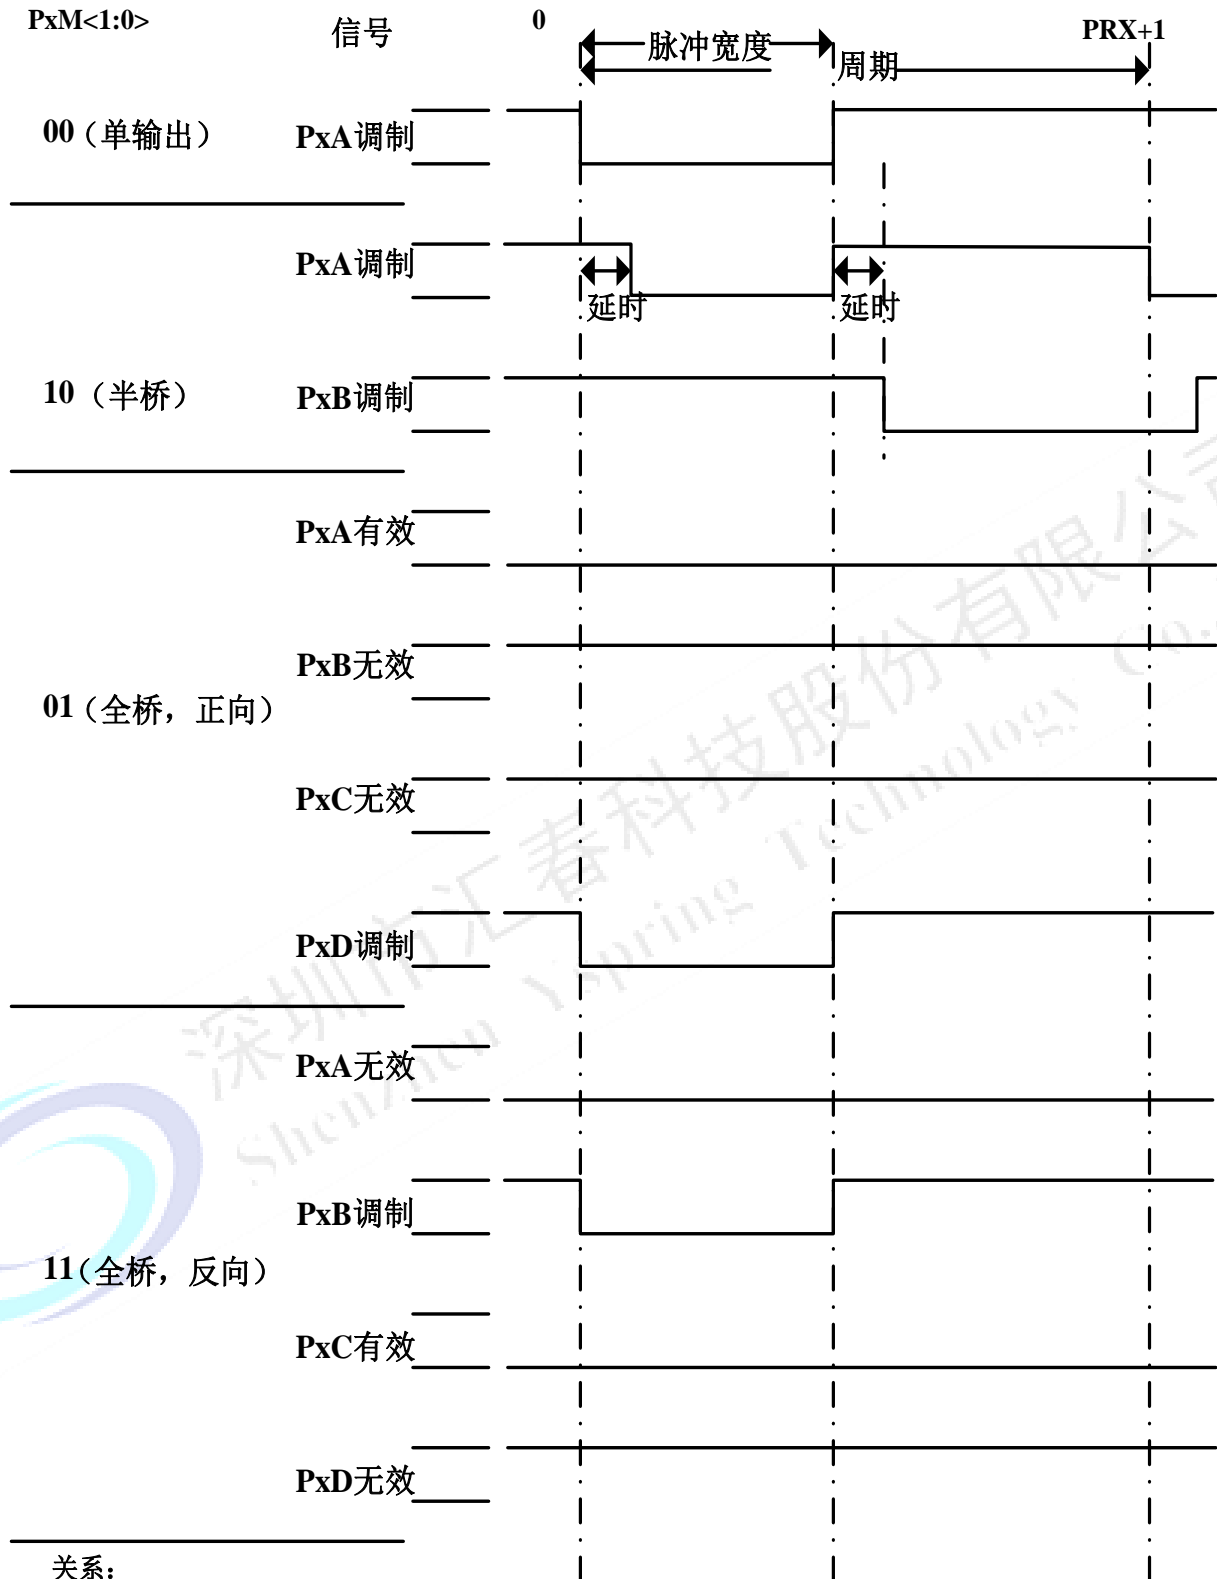 PxM<1:0> 信号 0 PRX+1
脉冲宽度
周期
00（单输出） PxA调制
PxA调制
延时 延时
10（半桥） PxB调制
PxA有效
PxB无效
01（全桥，正向）
PxC无效
PxD调制
PxA无效
PxB调制
11（全桥，反向）
PxC有效
PxD无效
关系：
深圳市汇春科技股份有限公司
Shenzhen Yspring Technology Co.,